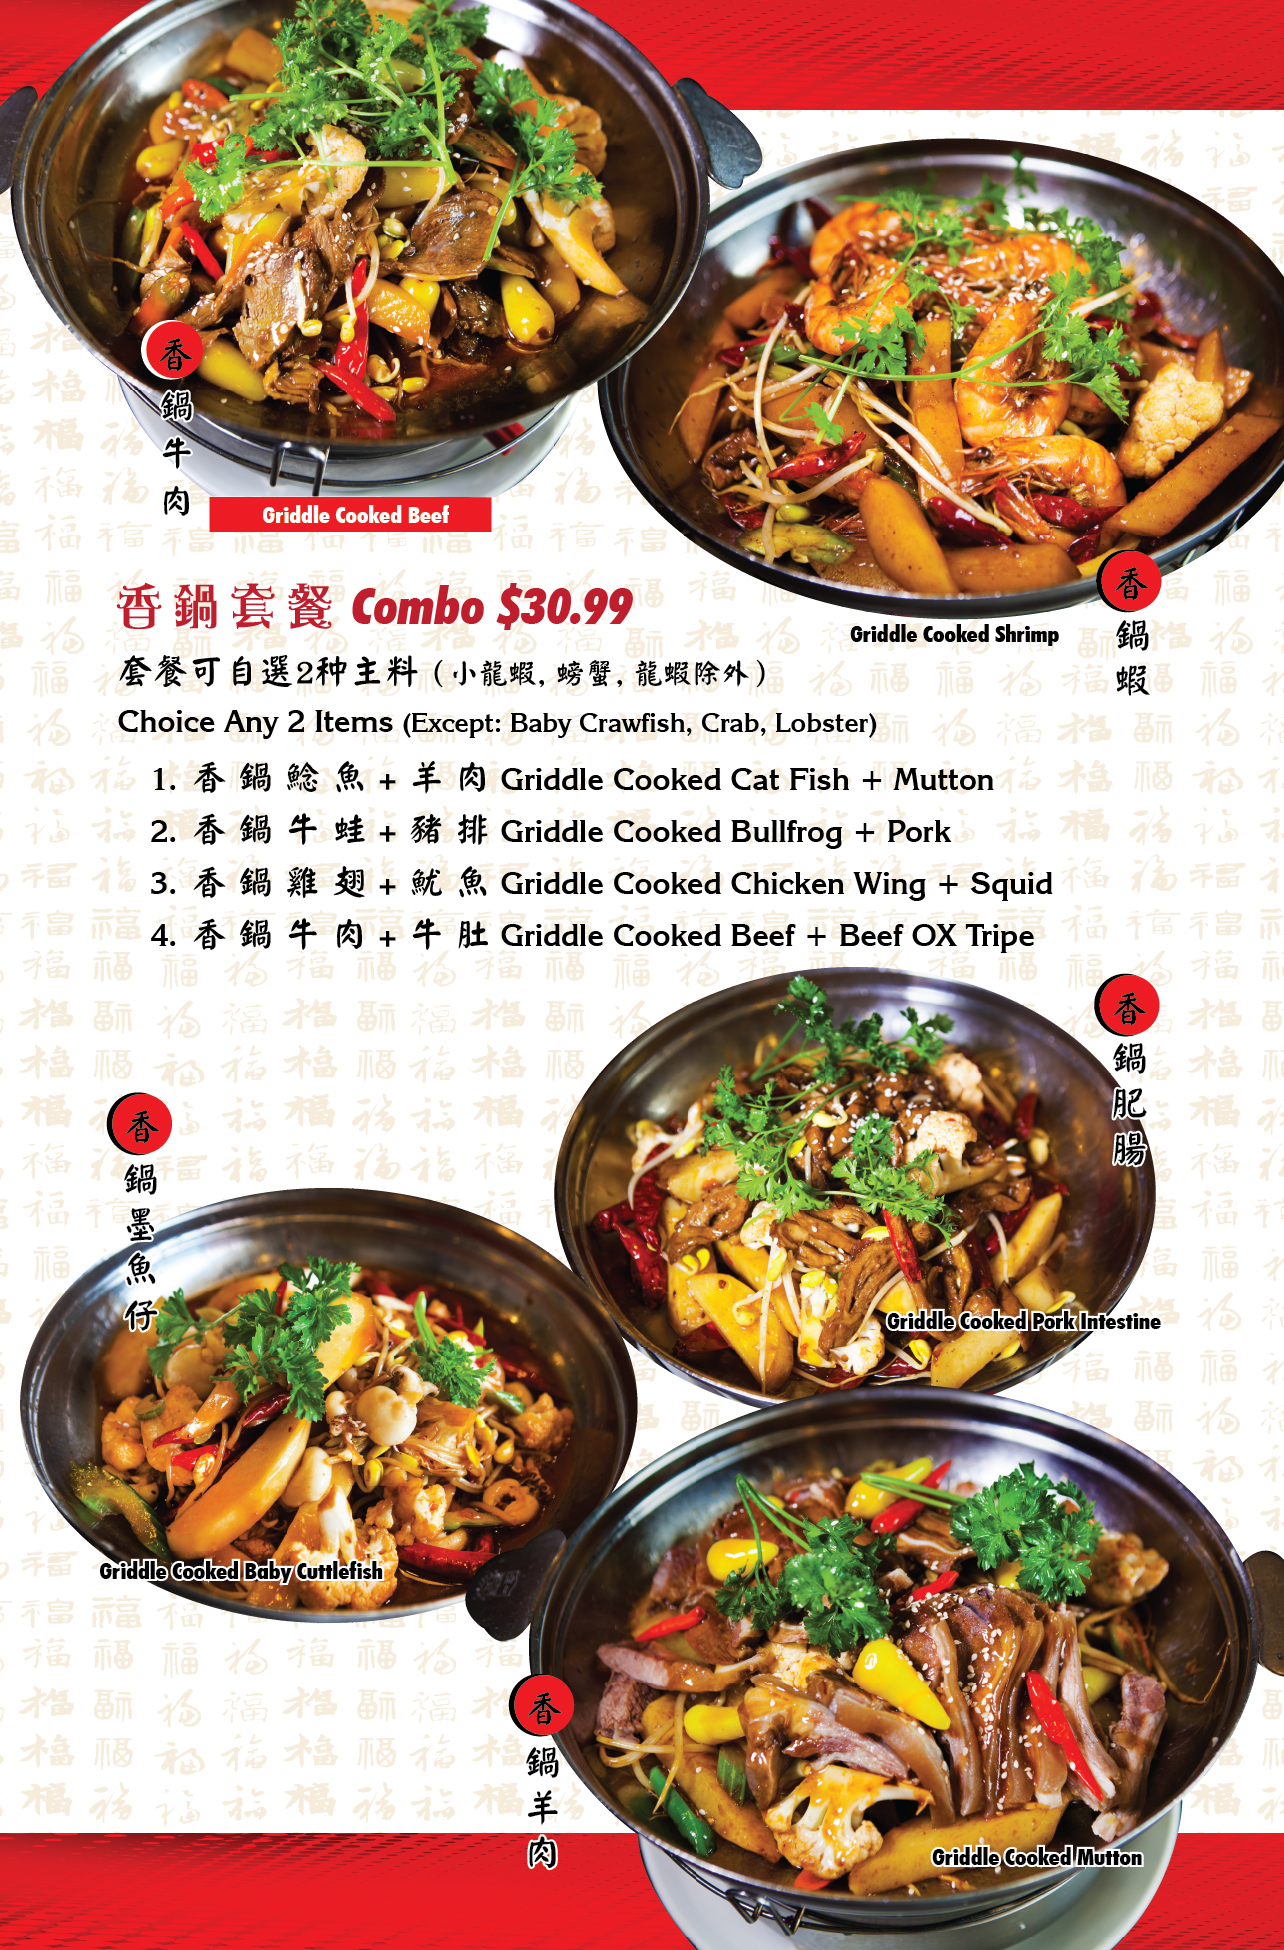 香鍋牛肉
Griddle Cooked Beef
香鍋蝦
Griddle Cooked Shrimp
香鍋套餐 Combo $30.99
套餐可自選2种主料（小龍蝦, 螃蟹, 龍蝦除外）
Choice Any 2 Items (Except: Baby Crawfish, Crab, Lobster)
1. 香鍋鯰魚+羊肉 Griddle Cooked Cat Fish + Mutton
2. 香鍋牛蛙+豬排 Griddle Cooked Bullfrog + Pork
3. 香鍋雞翅+魷魚 Griddle Cooked Chicken Wing + Squid
4. 香鍋牛肉+牛肚 Griddle Cooked Beef + Beef OX Tripe
香鍋肥腸
Griddle Cooked Pork Intestine
香鍋墨魚仔
Griddle Cooked Baby Cuttlefish
香鍋羊肉
Griddle Cooked Mutton